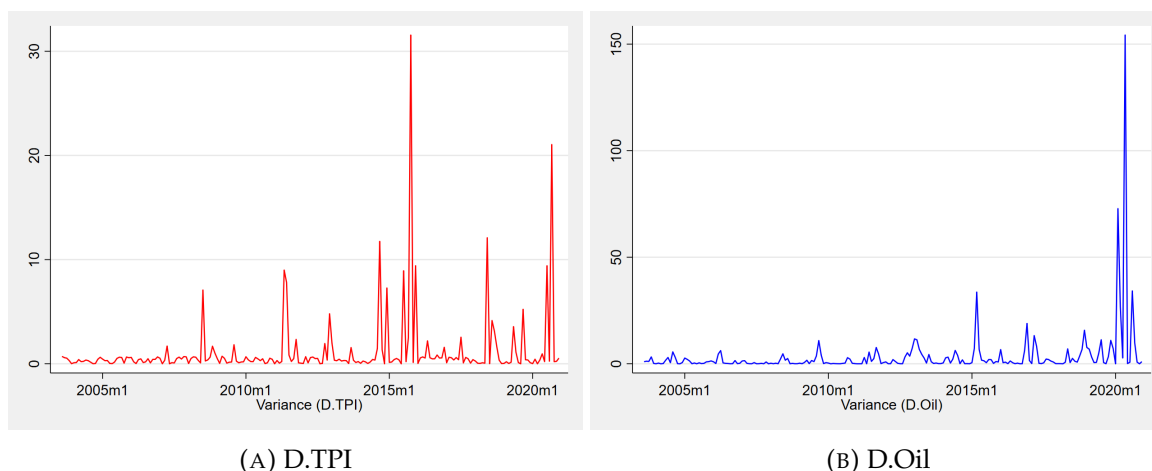 30
20
10
0
2005m1 2010m1 2015m1 2020m1
Variance (D.TPI)
(A) D.TPI
150
100
50
0
2005m1 2010m1 2015m1 2020m1
Variance (D.Oil)
(B) D.Oil